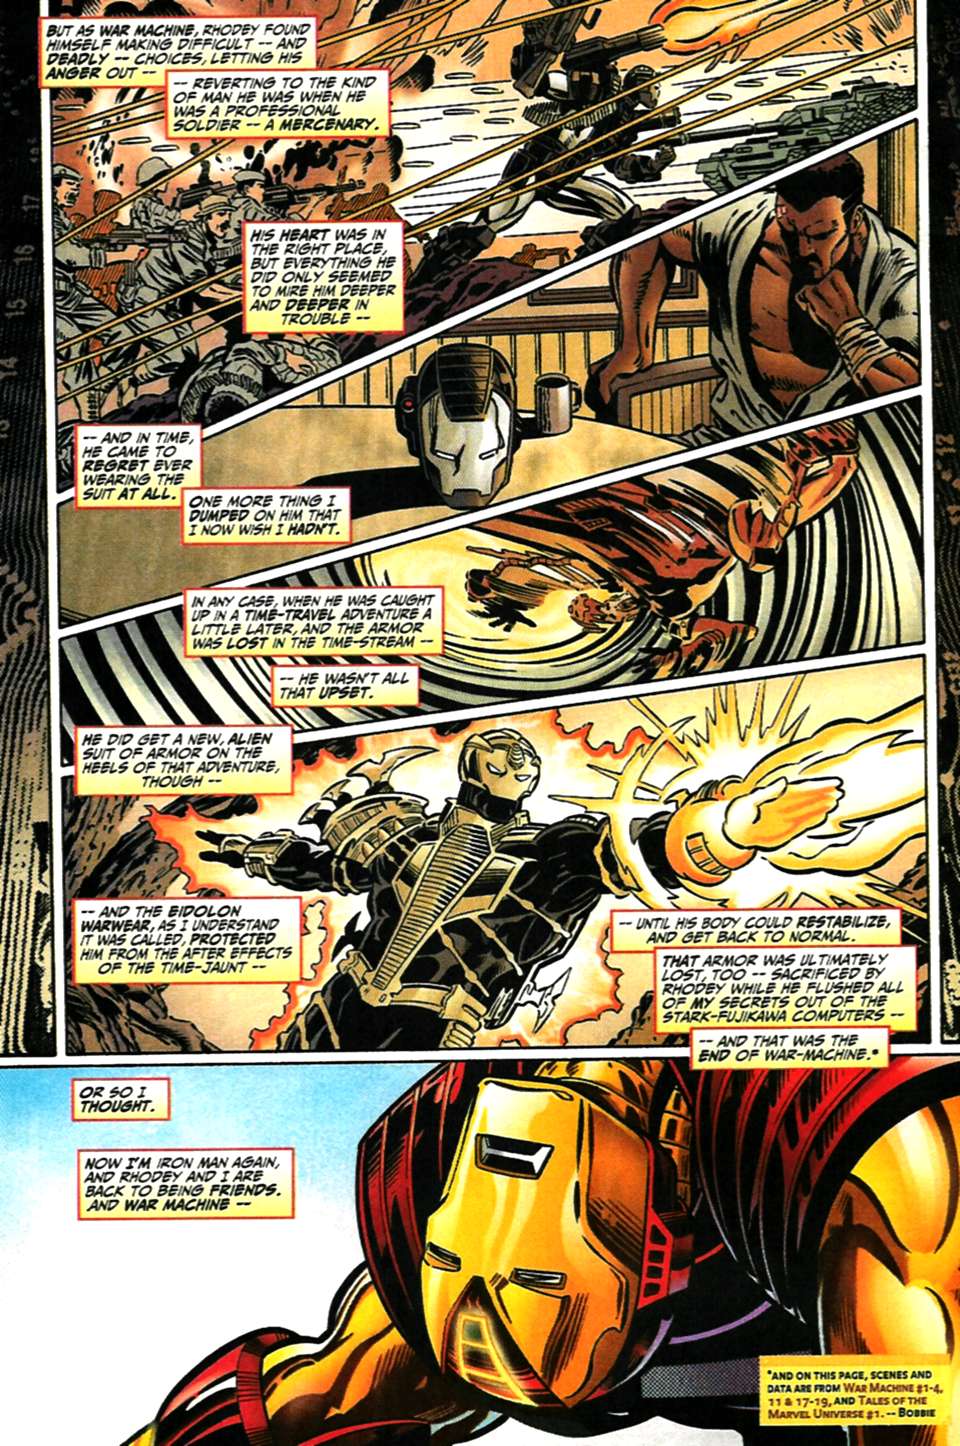 BUT AS WAR MACHINE, RHODEY FOUND
HIMSELF MAKING DIFFICULT -- AND
DEADLY -- CHOICES, LETTING HIS
ANGER OUT --
-- REVERTING TO THE KIND
OF MAN HE WAS WHEN HE
WAS A PROFESSIONAL
SOLDIER -- A MERCENARY.
HIS HEART WAS IN
THE RIGHT PLACE,
BUT EVERYTHING HE
DID ONLY SEEMED
TO MIRE HIM DEEPER
AND DEEPER IN
TROUBLE --
-- AND IN TIME,
HE CAME TO
REGRET EVER
WEARING THE
SUIT AT ALL.
ONE MORE THING I
DUMPED ON HIM THAT
I NOW WISH I HADN'T.
IN ANY CASE, WHEN HE WAS CAUGHT
UP IN A TIME-TRAVEL ADVENTURE A
LITTLE LATER, AND THE ARMOR
WAS LOST IN THE TIME-STREAM --
-- HE WASN'T ALL
THAT UPSET.
HE DID GET A NEW, ALIEN
SUIT OF ARMOR ON THE
HEELS OF THAT ADVENTURE,
THOUGH --
-- AND THE EIDOLON
WARWEAR, AS I UNDERSTAND
IT WAS CALLED, PROTECTED
HIM FROM THE AFTER EFFECTS
OF THE TIME-JAUNT --
-- UNTIL HIS BODY COULD RESTABILIZE,
AND GET BACK TO NORMAL.
THAT ARMOR WAS ULTIMATELY
LOST, TOO -- SACRIFICED BY
RHODEY WHILE HE FLUSHED ALL
OF MY SECRETS OUT OF THE
STARK-FUJIKAWA COMPUTERS --
-- AND THAT WAS THE
END OF WAR-MACHINE.*
OR SO I
THOUGHT.
NOW I'M IRON MAN AGAIN,
AND RHODEY AND I ARE
BACK TO BEING FRIENDS.
AND WAR MACHINE --
*AND ON THIS PAGE, SCENES AND
DATA ARE FROM WAR MACHINE #1-4,
11 & 17-19, AND TALES OF THE
MARVEL UNIVERSE #1. -- BOBBIE
17
16
15
14
13
12